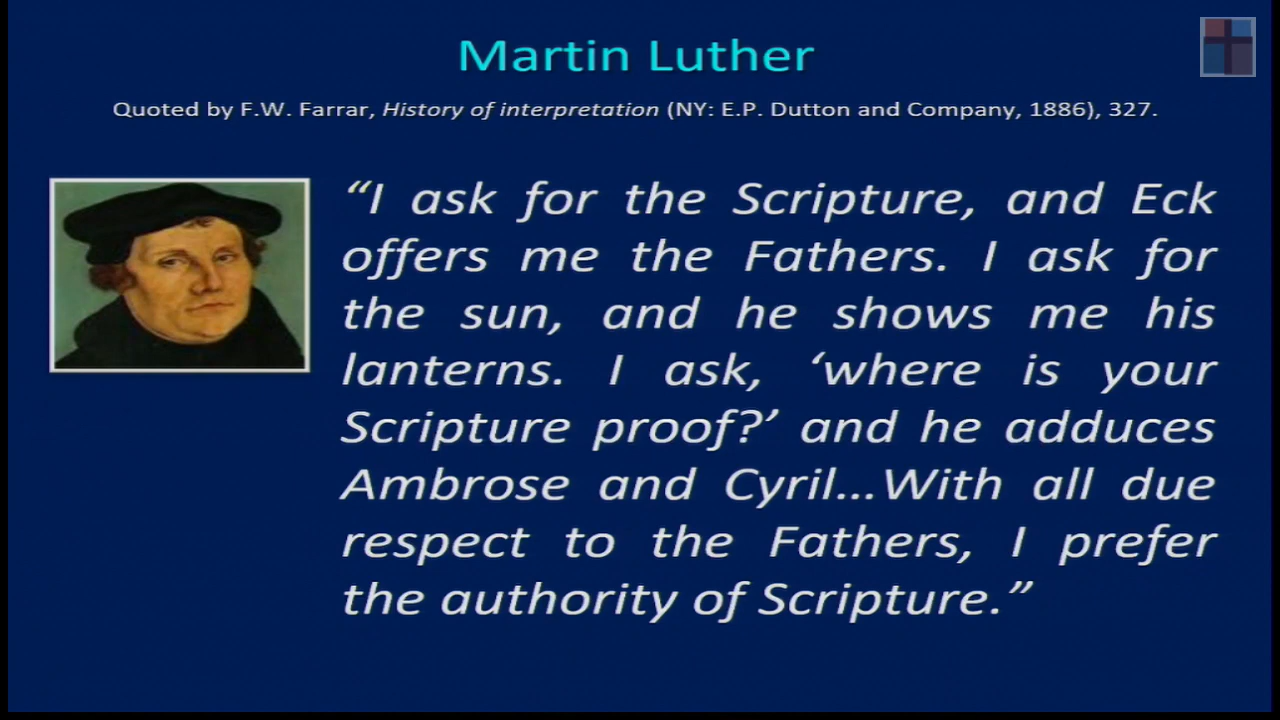 Martin Luther
Quoted by F.W. Farrar, History of interpretation (NY: E.P. Dutton and Company, 1886), 327.
“I ask for the Scripture, and Eck
offers me the Fathers. I ask for
the sun, and he shows me his
lanterns. I ask, ‘where is your
Scripture proof?’ and he adduces
Ambrose and Cyril…With all due
respect to the Fathers, I prefer
the authority of Scripture.”